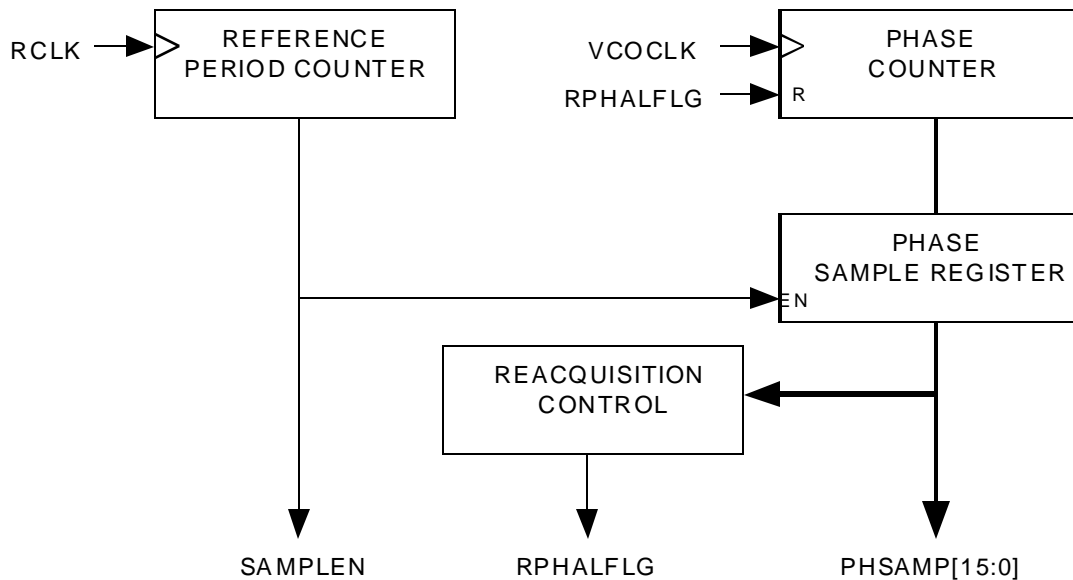 RCLK
REFERENCE
PERIOD COUNTER
VCOCLK
RPHALFLG
PHASE
COUNTER
R
PHASE
SAMPLE REGISTER
EN
REACQUISITION
CONTROL
SAMPLEN
RPHALFLG
PHSAMP[15:0]